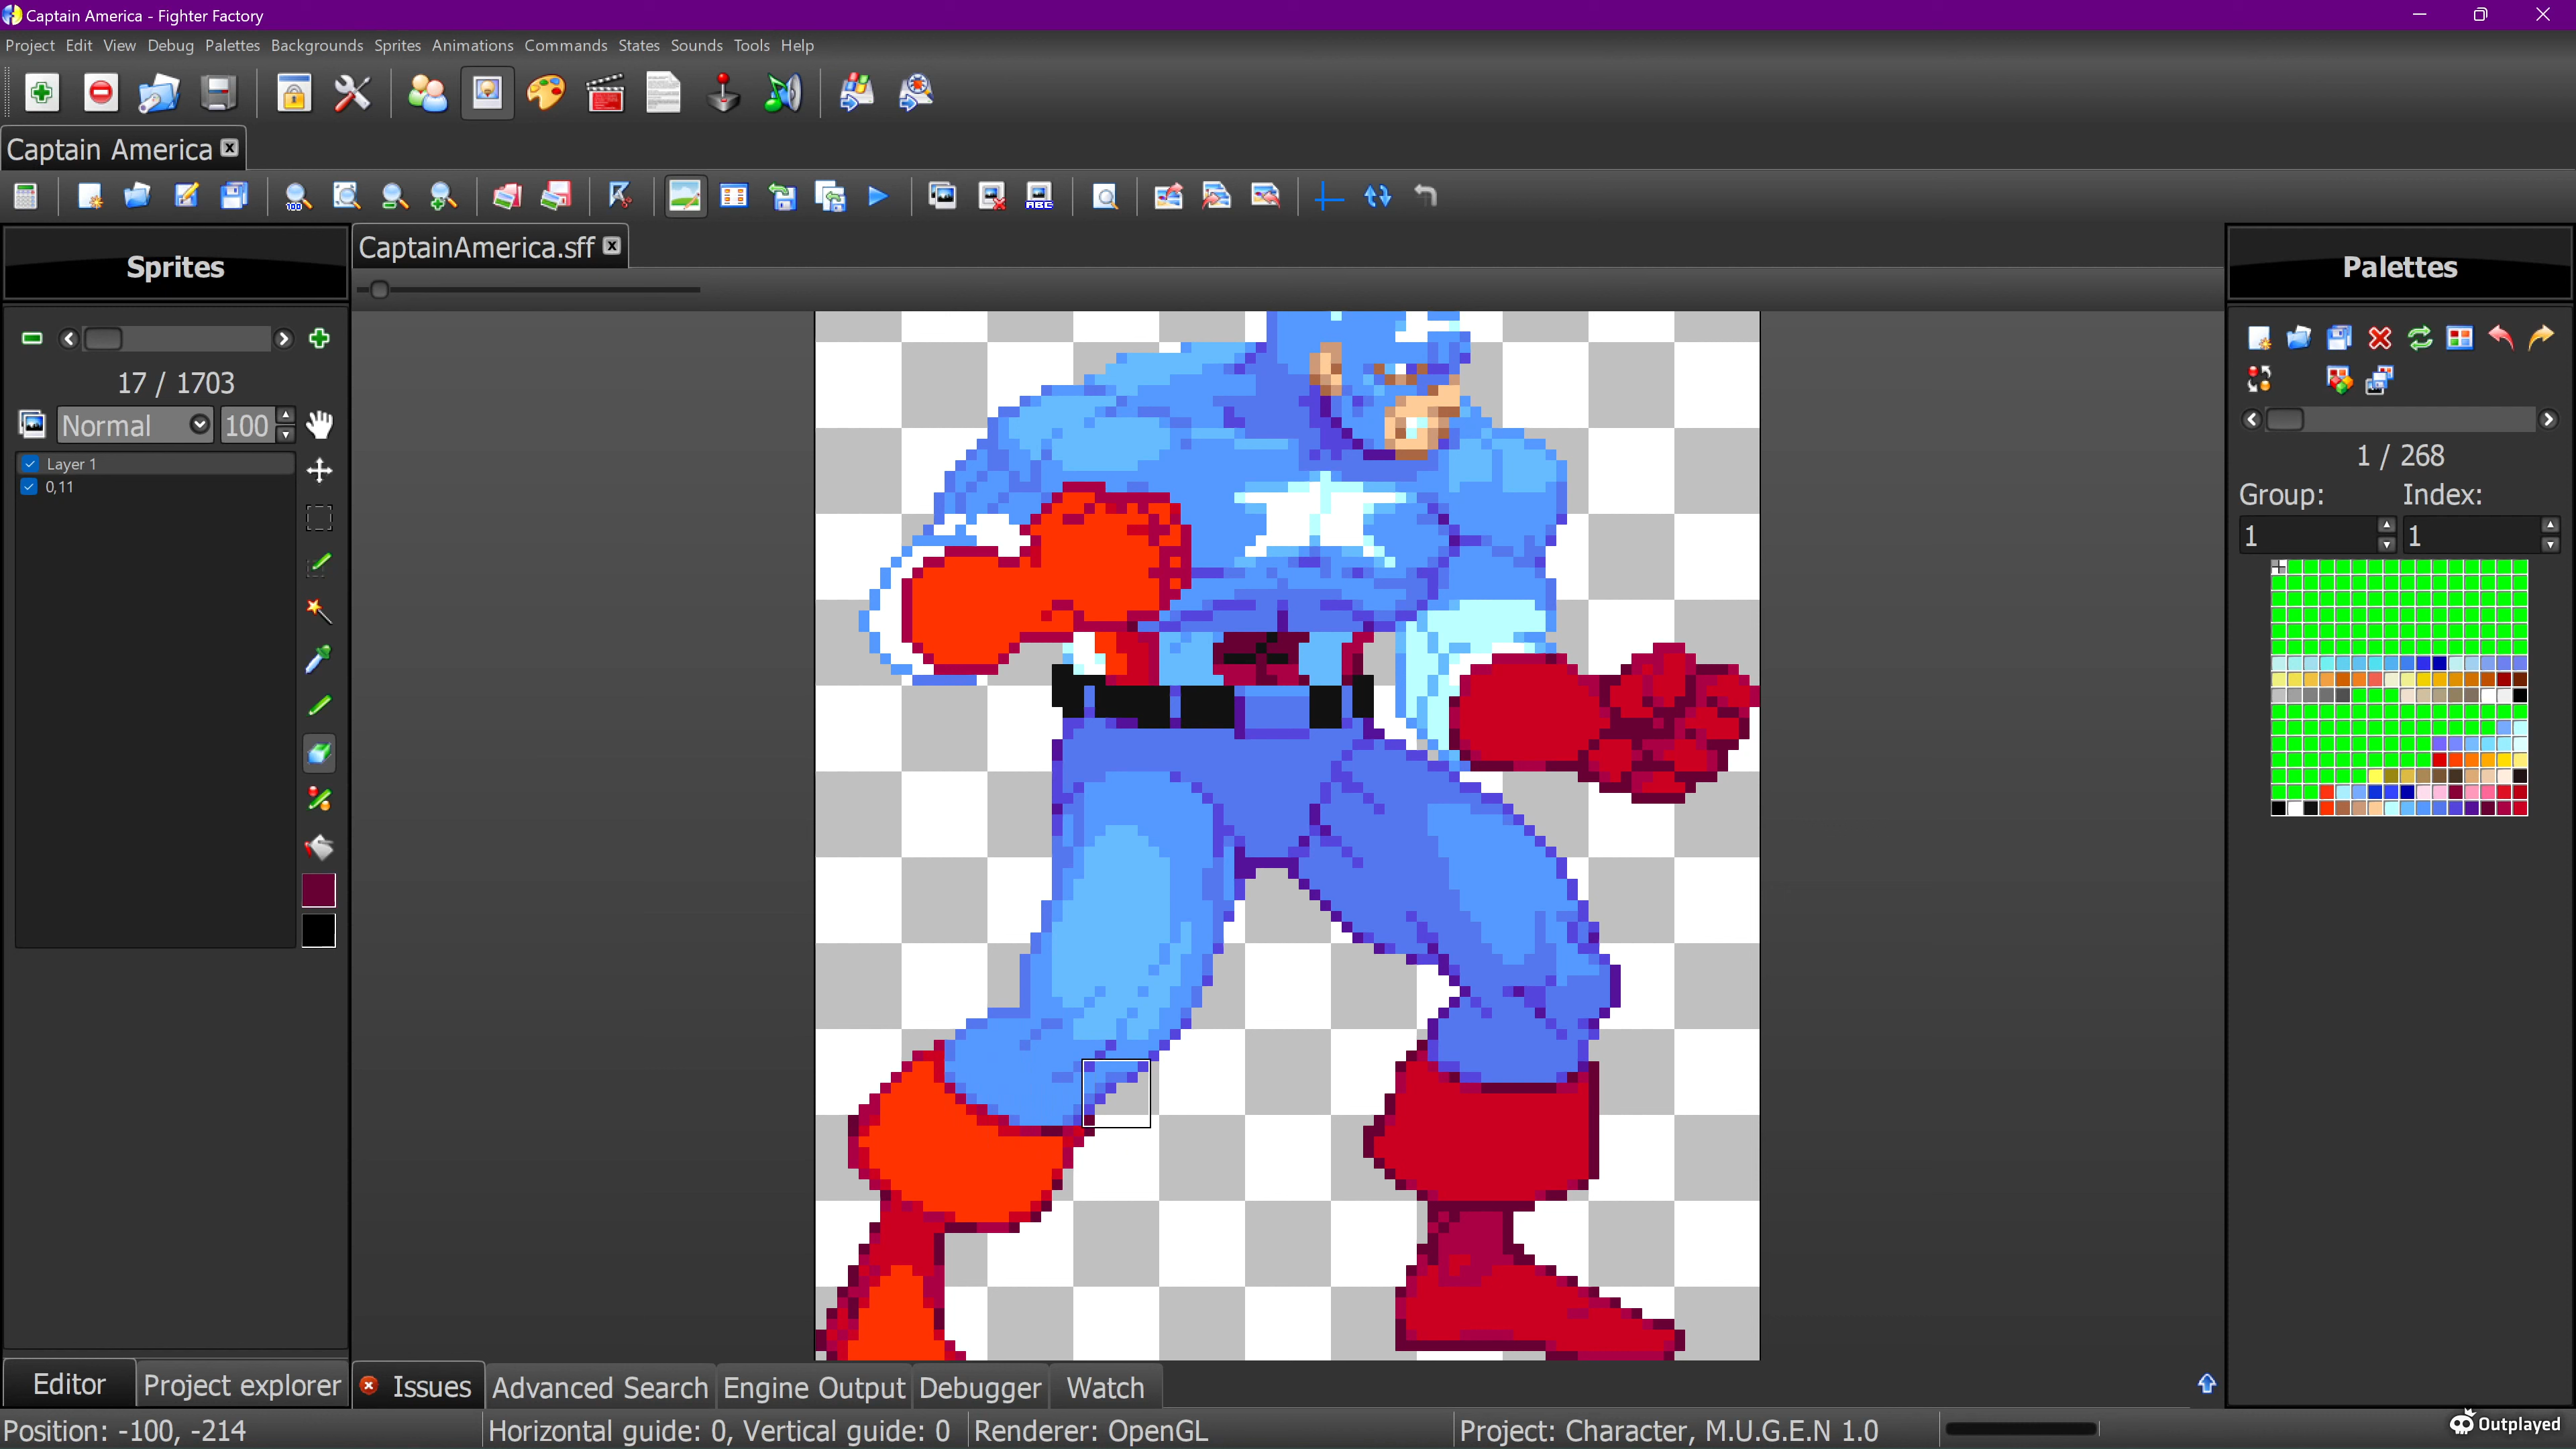 Captain America - Fighter Factory
Project Edit View Debug Palettes Backgrounds Sprites Animations Commands States Sounds Tools Help
Captain America
100
ABC
Sprites
CaptainAmerica.sff
Palettes
17 / 1703
Normal
100
Layer 1
0,11
1 / 268
Group:
Index:
1
1
Editor
Project explorer
Issues
Advanced Search
Engine Output
Debugger
Watch
Position: -100, -214
Horizontal guide: 0, Vertical guide: 0
Renderer: OpenGL
Project: Character, M.U.G.E.N 1.0
Outplayed